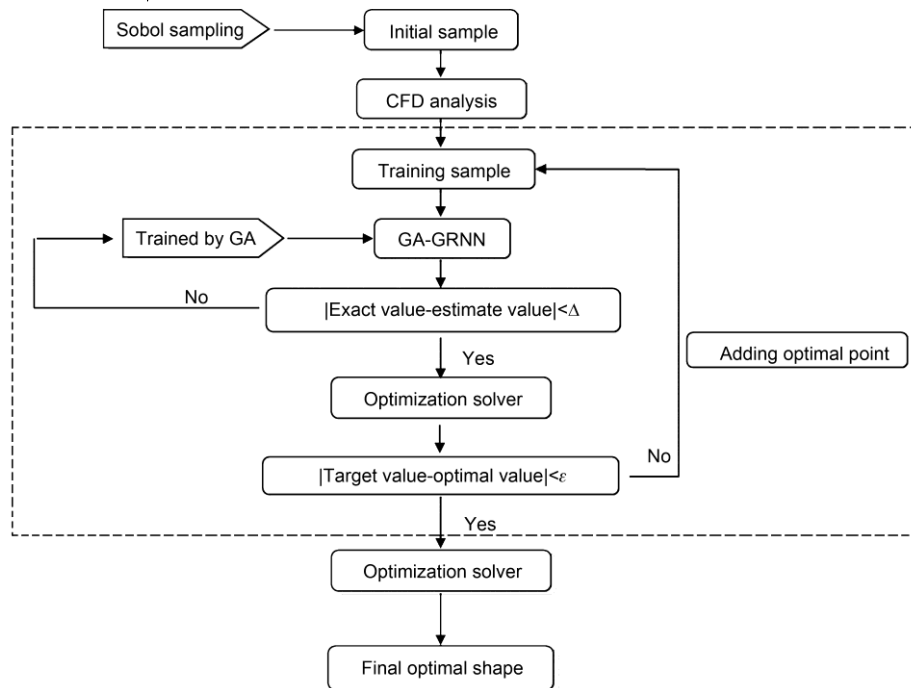 Sobol sampling
Initial sample
CFD analysis
Training sample
Trained by GA
GA-GRNN
No
|Exact value-estimate value|<Δ
Yes
Adding optimal point
Optimization solver
|Target value-optimal value|<ε
No
Yes
Optimization solver
Final optimal shape